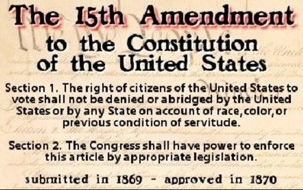 The 15th Amendment
to the Constitution
of the United States
Section 1. The right of citizens of the United States to
vote shall not be denied or abridged by the United
States or by any State on account of race, color, or
previous condition of servitude.
Section 2. The Congress shall have power to enforce
this article by appropriate legislation.
submitted in 1869 - approved in 1870